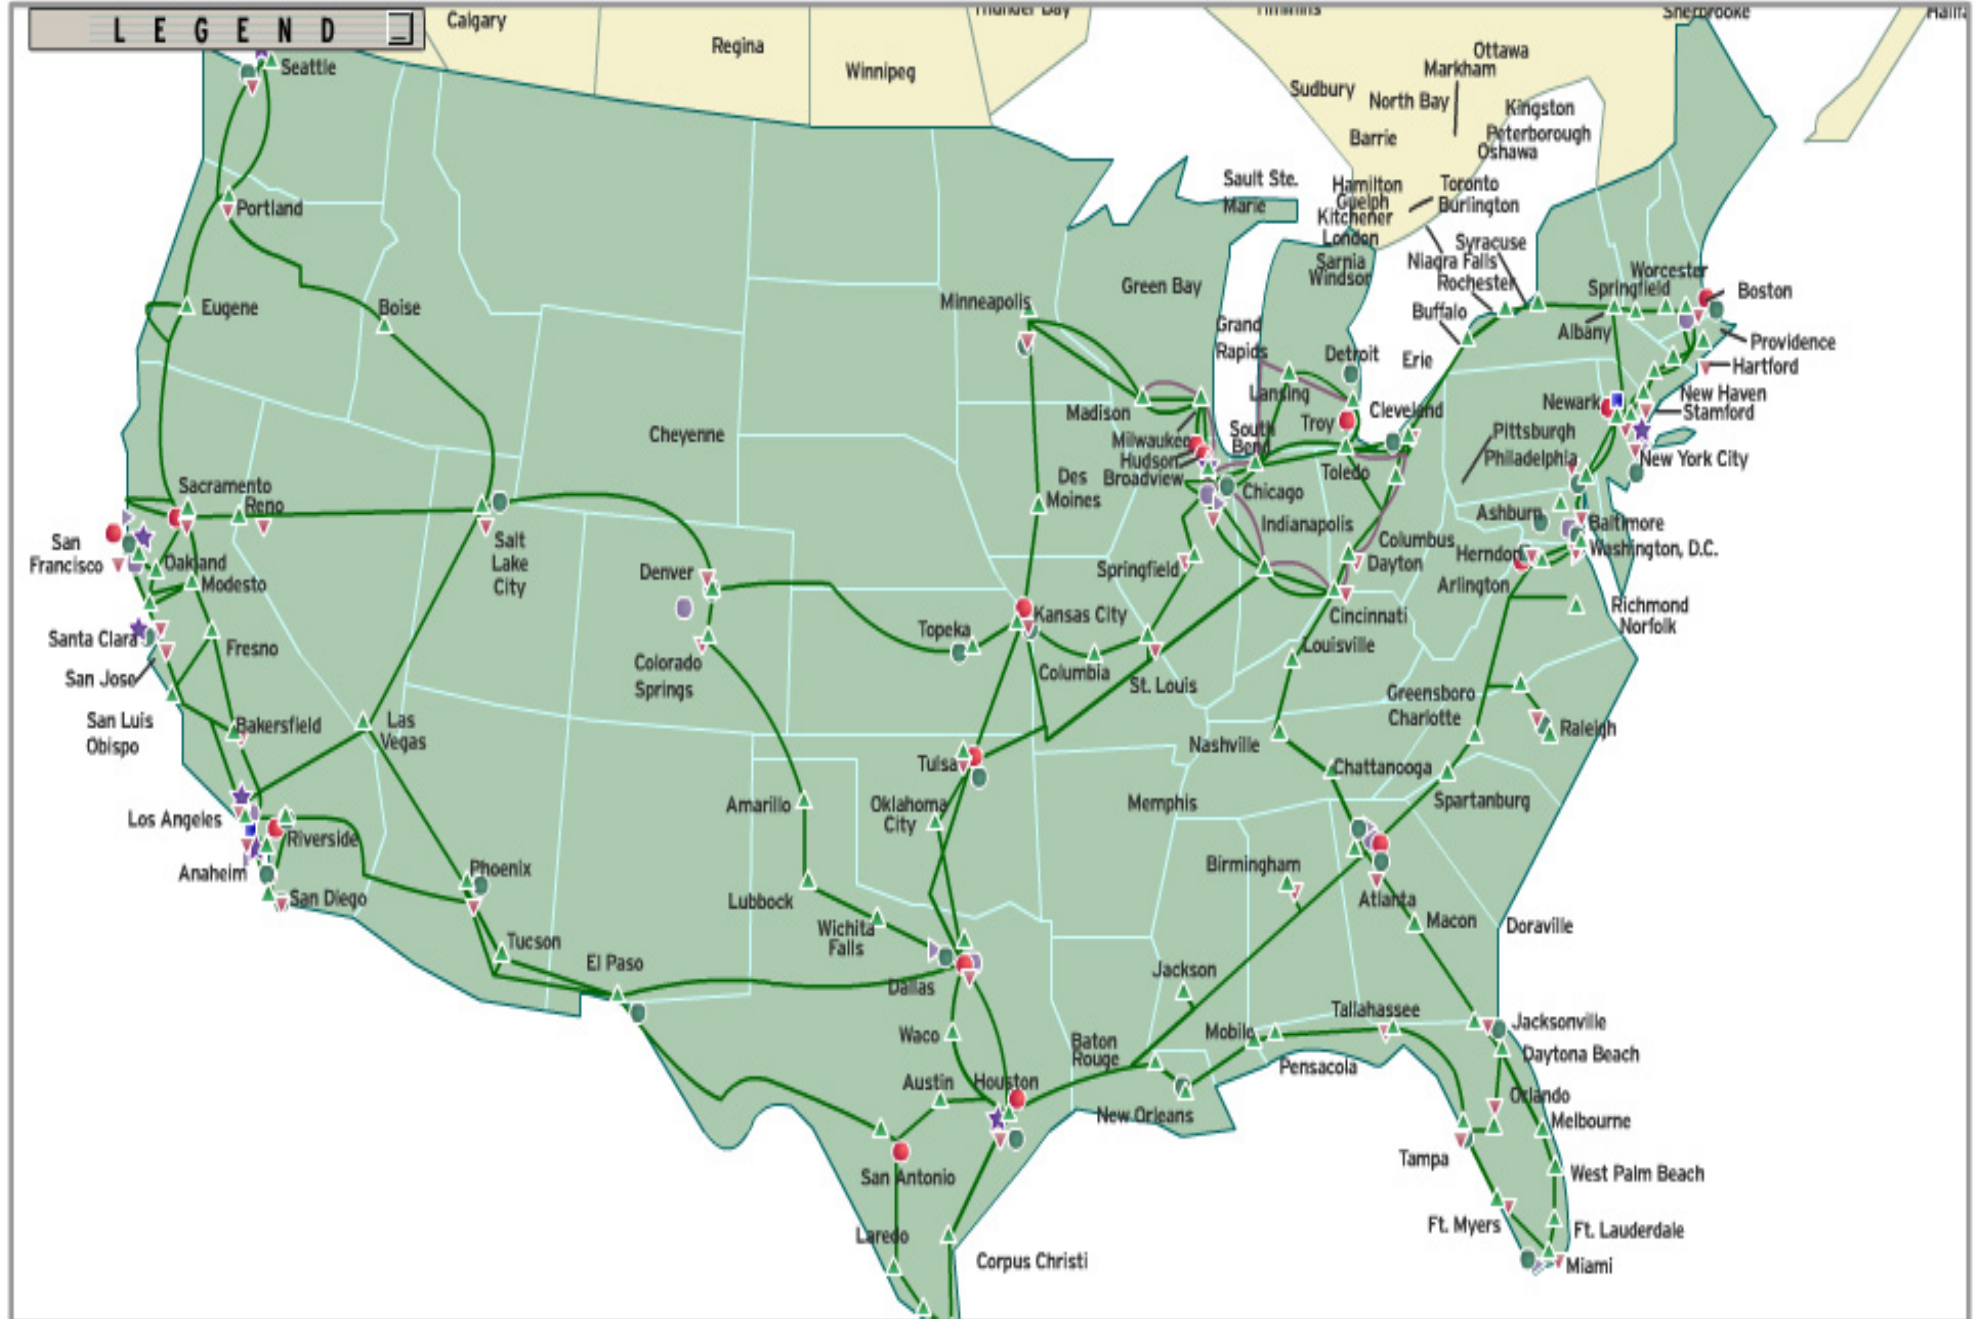 LEGEND
Calgary
Regina
Winnipeg
Thunder Bay
Timmins
Sherbrooke
Ottawa
Markham
Sudbury
North Bay
Kingston
Barrie
Peterborough
Oshawa
Seattle
Sault Ste.
Marie
Hamilton
Guelph
Kitchener
London
Sarnia
Windsor
Toronto
Burlington
Portland
Syracuse
Niagra Falls
Rochester
Buffalo
Worcester
Springfield
Boston
Albany
Providence
Hartford
New Haven
Stamford
Newark
New York City
Eugene
Boise
Minneapolis
Green Bay
Grand
Rapids
Detroit
Erie
Lansing
Cleveland
Troy
Madison
Milwaukee
Hudson
Broadview
South
Bend
Toledo
Pittsburgh
Philadelphia
Cheyenne
Des
Moines
Chicago
Indianapolis
Ashburn
Baltimore
Washington, D.C.
Herndon
Arlington
Sacramento
Reno
San
Francisco
Oakland
Modesto
Salt
Lake
City
Denver
Springfield
Columbus
Dayton
Cincinnati
Richmond
Norfolk
Santa Clara
Fresno
San Jose
San Luis
Obispo
Bakersfield
Las
Vegas
Colorado
Springs
Topeka
Kansas City
Columbia
St. Louis
Louisville
Greensboro
Charlotte
Raleigh
Nashville
Chattanooga
Spartanburg
Tulsa
Amarillo
Oklahoma
City
Memphis
Los Angeles
Riverside
Anaheim
San Diego
Phoenix
Birmingham
Atlanta
Lubbock
Wichita
Falls
Macon
Doraville
Tucson
El Paso
Dallas
Jackson
Waco
Baton
Rouge
Mobile
Tallahassee
Jacksonville
Daytona Beach
Pensacola
Austin
Houston
New Orleans
Orlando
Melbourne
Tampa
West Palm Beach
San Antonio
Laredo
Corpus Christi
Ft. Myers
Ft. Lauderdale
Miami